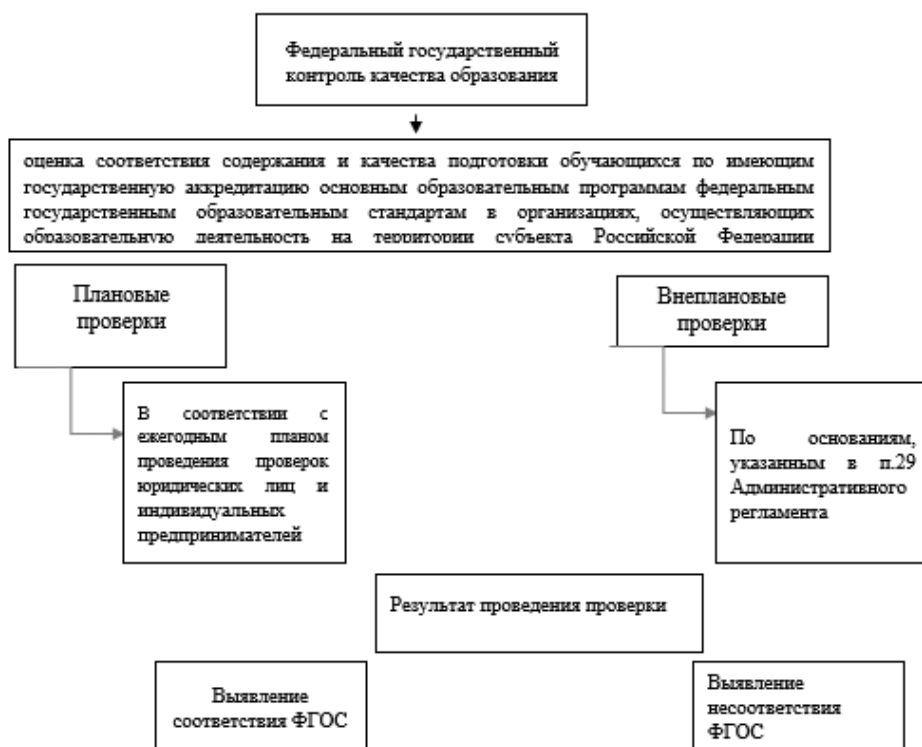 Федеральный государственный
контроль качества образования
оценка соответствия содержания и качества подготовки обучающихся по имеющим
государственную аккредитацию основным образовательным программам федеральным
государственным образовательным стандартам в организациях, осуществляющих
образовательную деятельность на территории субъекта Российской Федерации
Плановые
проверки
Внеплановые
проверки
В соответствии с
ежегодным планом
проведения проверок
юридических лиц и
индивидуальных
предпринимателей
По основаниям,
указанным в п.29
Административного
регламента
Результат проведения проверки
Выявление
соответствия ФГОС
Выявление
несоответствия
ФГОС